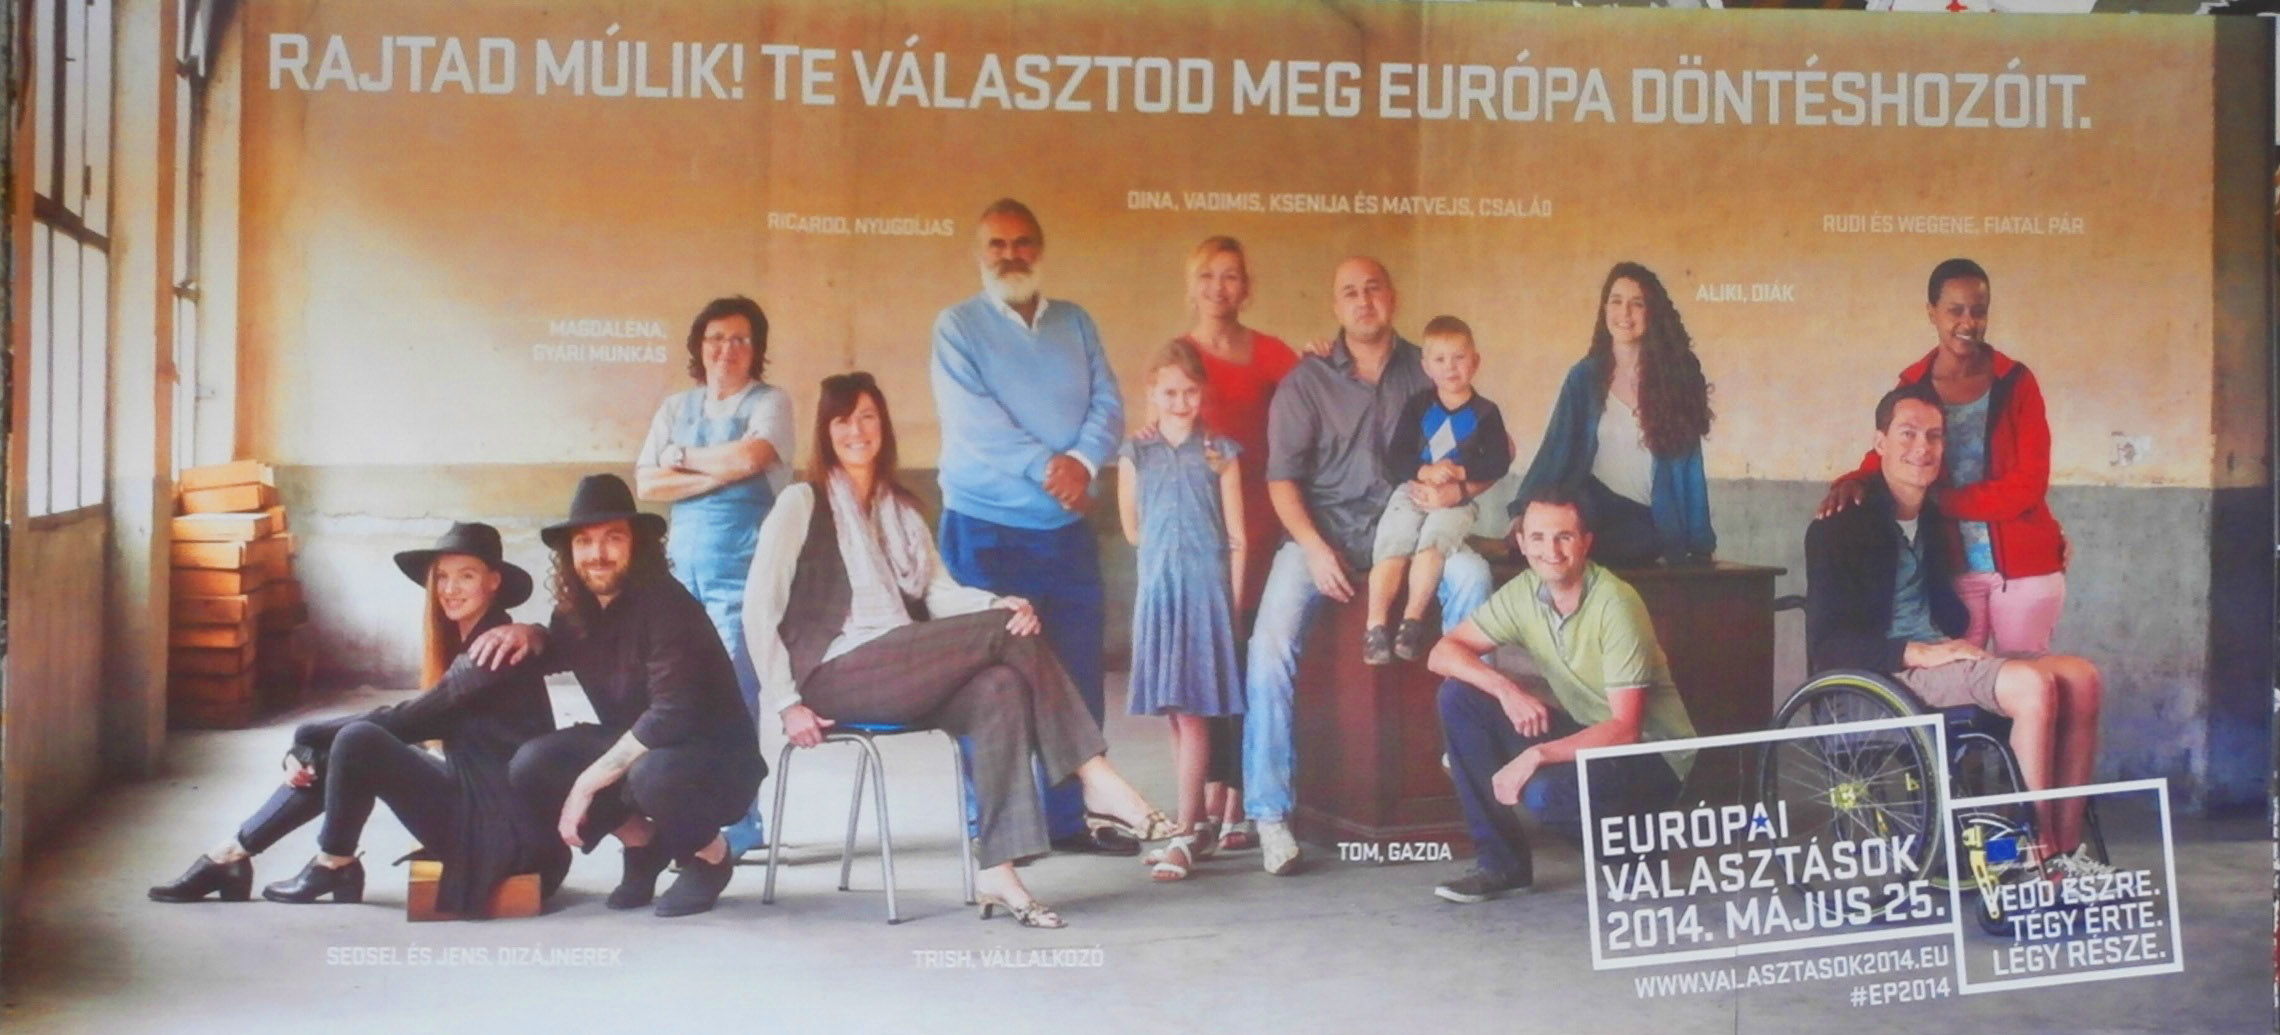 RAJTAD MÚLIK! TE VÁLASZTOD MEG EURÓPA DÖNTÉSHOZÓIT.
DINA, VADIMIS, KSENIJA ÉS MATVEJS, CSALÁD
RICARDO, NYUGDÍJAS
RUDI ÉS WEGENE, FIATAL PÁR
ALIKI, DIÁK
MAGDALÉNA,
GYÁRI MUNKÁS
TOM, GAZDA
SEDSEL ÉS JENS, DIZÁJNEREK
TRISH, VÁLLALKOZÓ
EURÓPAI
VÁLASZTÁSOK
2014. MÁJUS 25.
WWW.VALASZTASOK2014.EU
#EP2014
VEDD ÉSZRE.
TÉGY ÉRTE.
LÉGY RÉSZE.